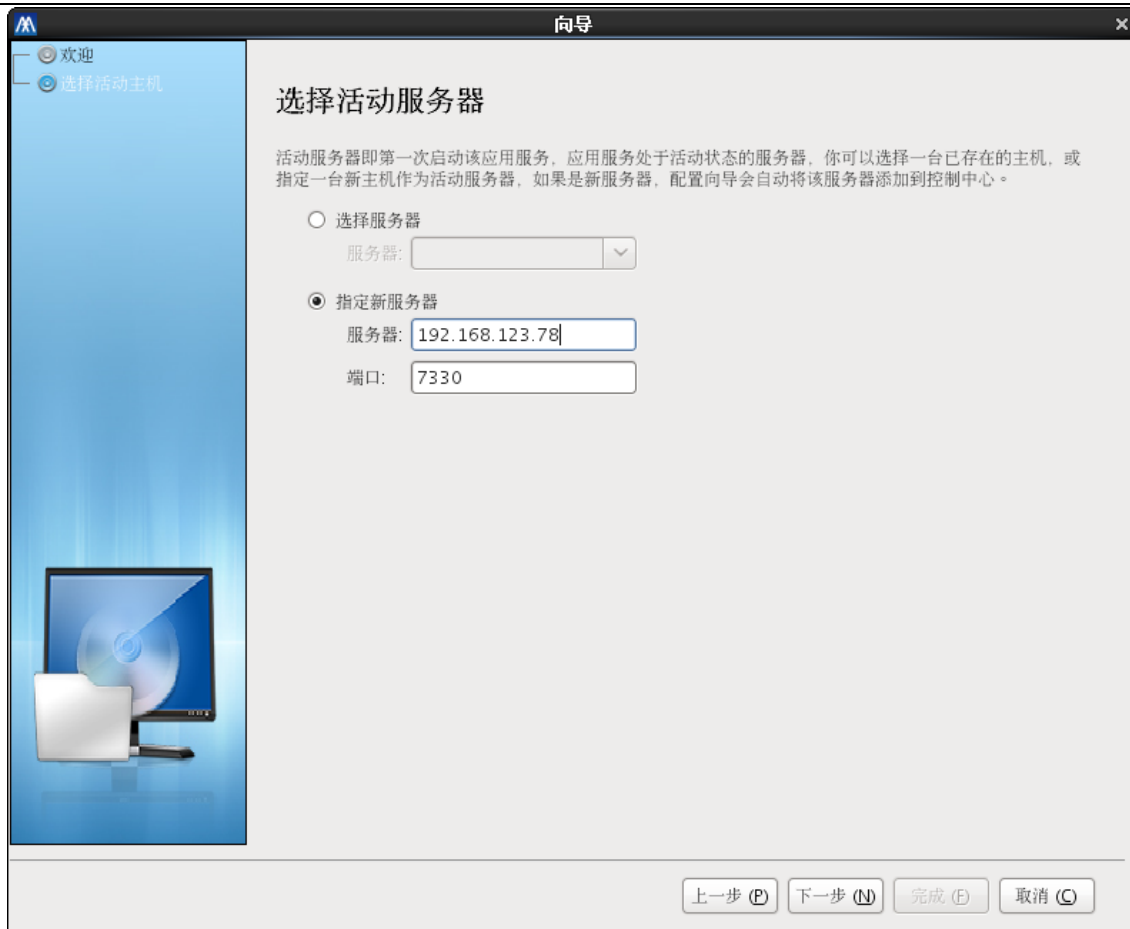 向导
欢迎
选择活动主机
选择活动服务器
活动服务器即第一次启动该应用服务，应用服务处于活动状态的服务器，你可以选择一台已存在的主机，或
指定一台新主机作为活动服务器，如果是新服务器，配置向导会自动将该服务器添加到控制中心。
选择服务器
服务器:
指定新服务器
服务器: 192.168.123.78
端口: 7330
上一步 (P) 下一步 (N) 完成 (F) 取消 (C)